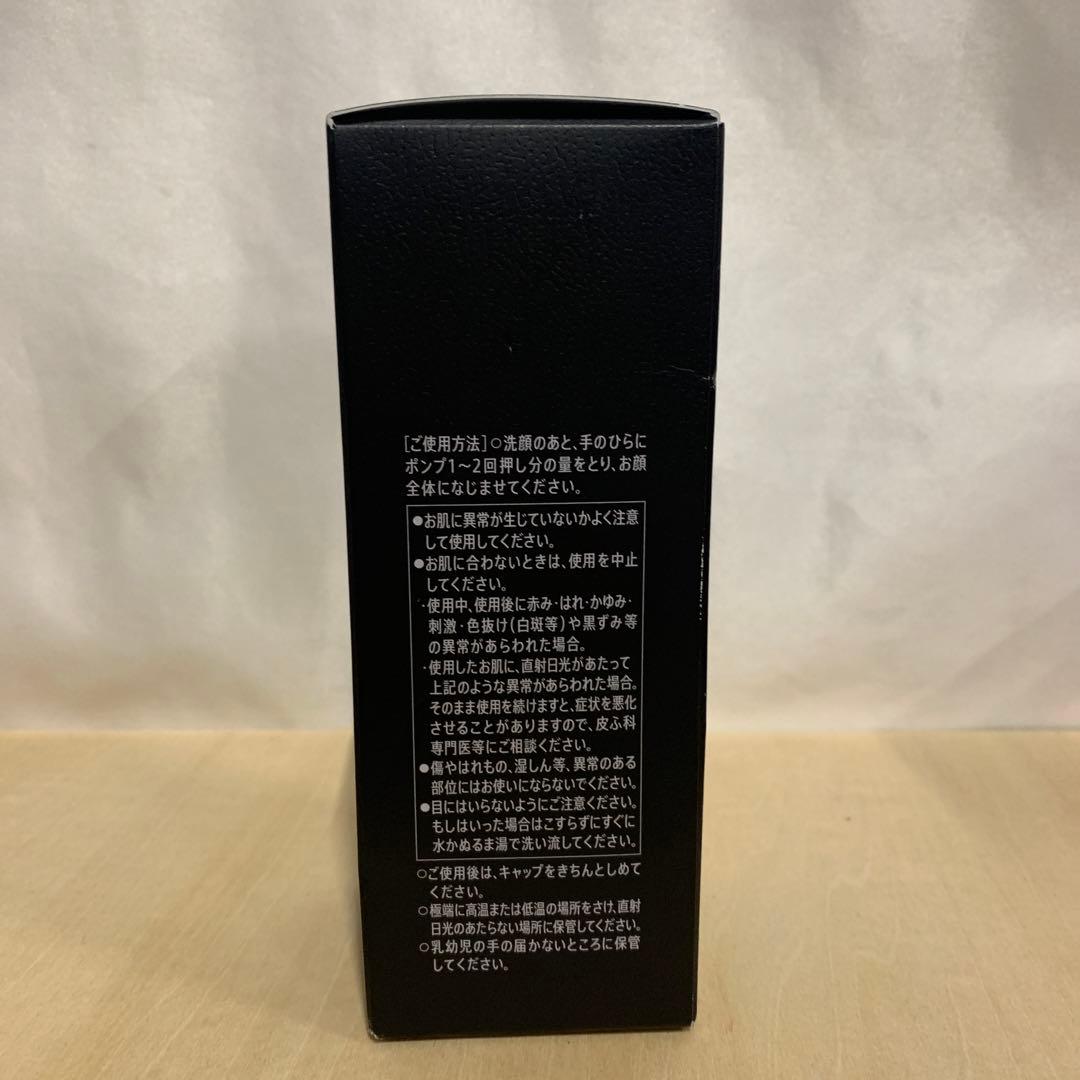 ［ご使用方法］○洗顔のあと、手のひらに
ポンプ1～2回押し分の量をとり、お顔
全体になじませてください。
●お肌に異常が生じていないかよく注意
して使用してください。
●お肌に合わないときは、使用を中止
してください。
・使用中、使用後に赤み・はれ・かゆみ・
刺激・色抜け(白斑等)や黒ずみ等
の異常があらわれた場合。
・使用したお肌に、直射日光があたって
上記のような異常があらわれた場合。
そのまま使用を続けますと、症状を悪化
させることがありますので、皮ふ科
専門医等にご相談ください。
●傷やはれもの、湿しん等、異常のある
部位にはお使いにならないでください。
●目にはいらないようにご注意ください。
もしはいった場合はこすらずにすぐに
水かぬるま湯で洗い流してください。
○ご使用後は、キャップをきちんとしめて
ください。
○極端に高温または低温の場所をさけ、直射
日光のあたらない場所に保管してください。
○乳幼児の手の届かないところに保管
してください。